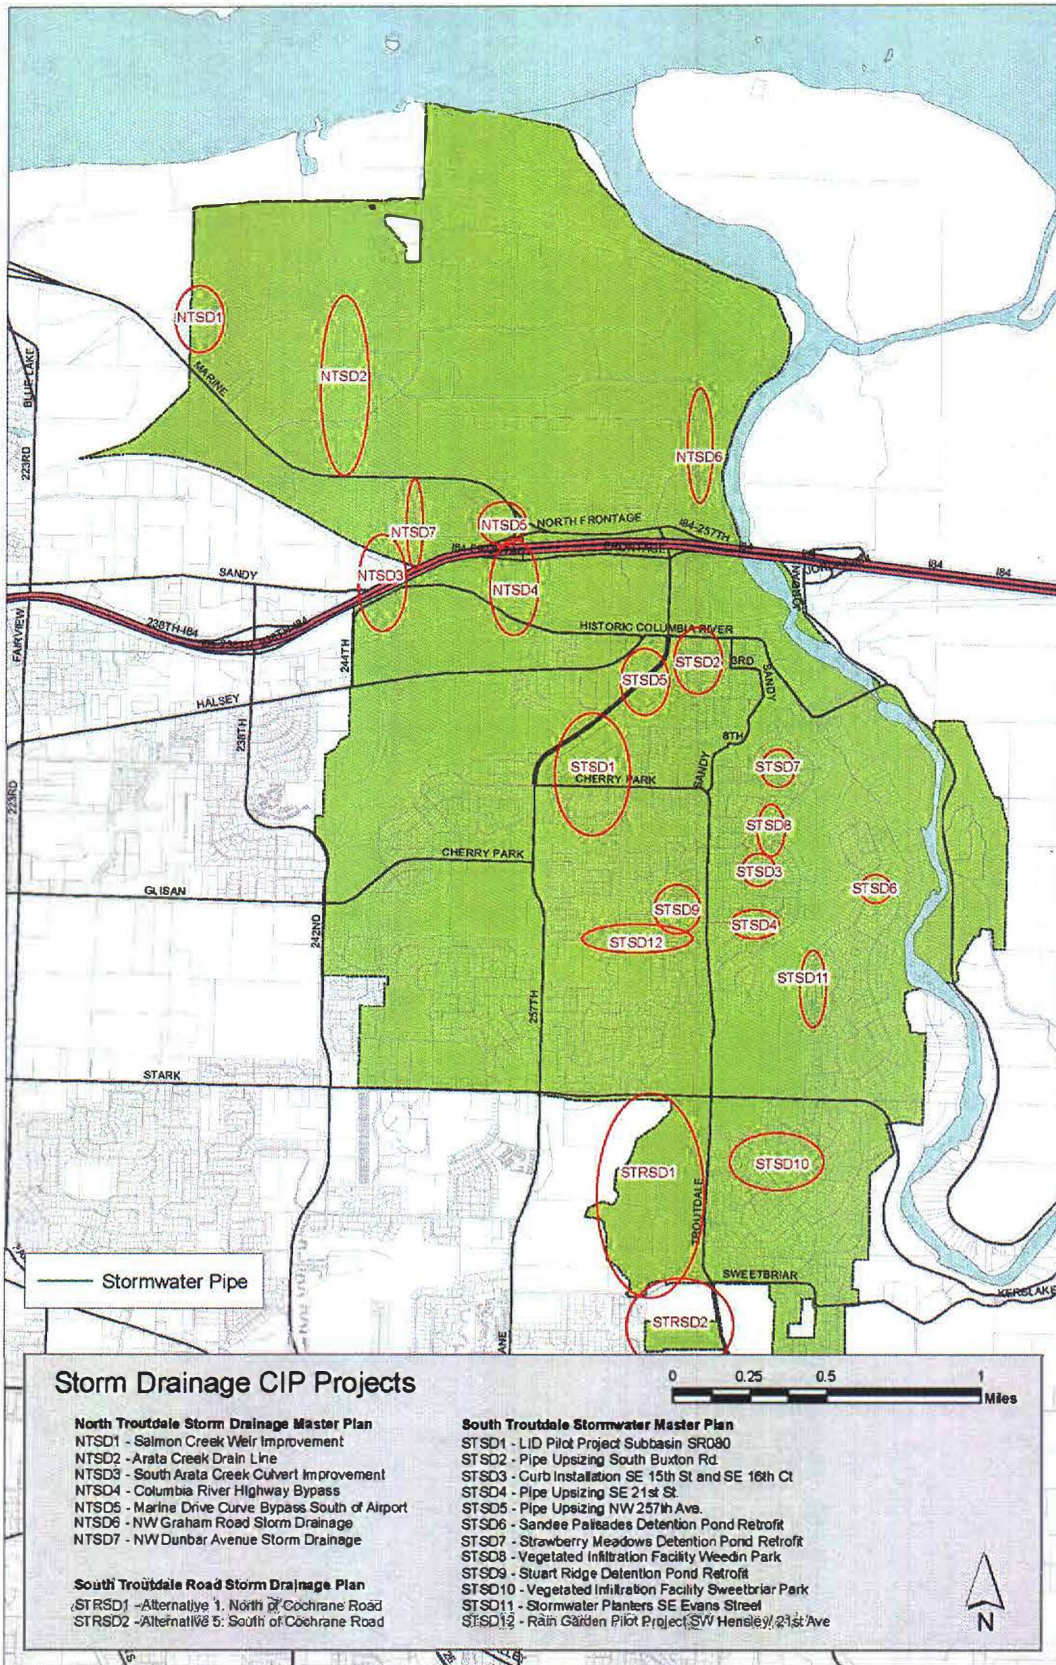 NTSD1
NTSD2
MARINE
BLUE LAKE
223RD
NTSD6
NTSD7
NTSD5
NORTH FRONTAGE
I84-257TH
FRONTAGE
NTSD3
NTSD4
SANDY
JORDAN
I84
I84
238TH-I84
FAIRVIEW
244TH
HISTORIC COLUMBIA RIVER
STSD2
3RD
SANDY
STSD5
HALSEY
238TH
8TH
STSD1
CHERRY PARK
SANDY
STSD7
223RD
STSD8
CHERRY PARK
STSD3
GLISAN
STSD6
STSD9
242ND
STSD12
STSD4
STSD11
257TH
STARK
STRSD1
STSD10
TROUTDALE
Stormwater Pipe
SWEETBRIAR
KERSLAKE
STRSD2
Storm Drainage CIP Projects
0 0.25 0.5 1
Miles
North Troutdale Storm Drainage Master Plan
NTSD1 - Salmon Creek Weir Improvement
NTSD2 - Arata Creek Drain Line
NTSD3 - South Arata Creek Culvert Improvement
NTSD4 - Columbia River Highway Bypass
NTSD5 - Marine Drive Curve Bypass South of Airport
NTSD6 - NW Graham Road Storm Drainage
NTSD7 - NW Dunbar Avenue Storm Drainage
South Troutdale Road Storm Drainage Plan
STRSD1 - Alternative 1: North of Cochrane Road
STRSD2 - Alternative 5: South of Cochrane Road
South Troutdale Stormwater Master Plan
STSD1 - LID Pilot Project Subbasin SR080
STSD2 - Pipe Upsizing South Buxton Rd.
STSD3 - Curb Installation SE 15th St and SE 16th Ct
STSD4 - Pipe Upsizing SE 21st St.
STSD5 - Pipe Upsizing NW 257th Ave.
STSD6 - Sandee Palisades Detention Pond Retrofit
STSD7 - Strawberry Meadows Detention Pond Retrofit
STSD8 - Vegetated Infiltration Facility Weedin Park
STSD9 - Stuart Ridge Detention Pond Retrofit
STSD10 - Vegetated Infiltration Facility Sweetbriar Park
STSD11 - Stormwater Planters SE Evans Street
STSD12 - Rain Garden Pilot Project SW Hensley/ 21st Ave
N